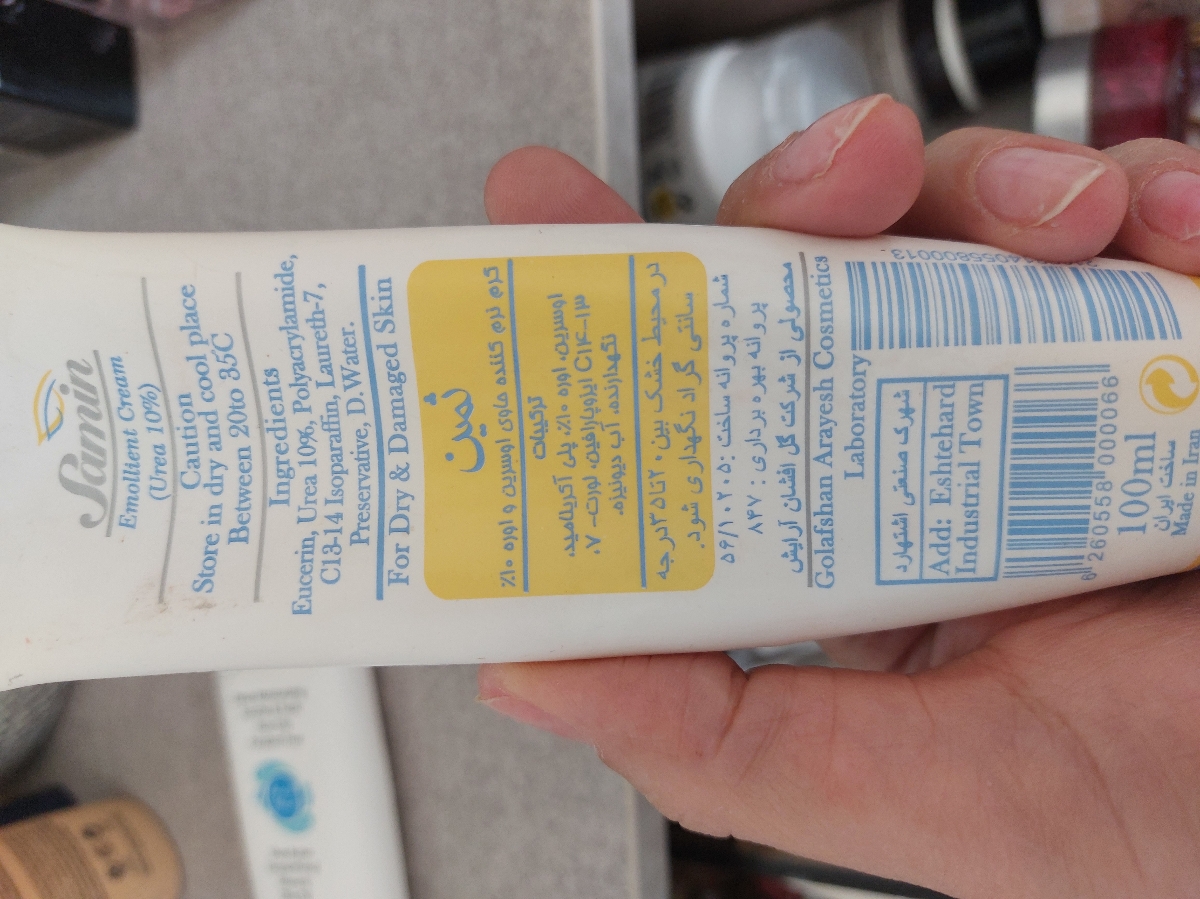 Samin
Emollient Cream
(Urea 10%)
Caution
Store in dry and cool place
Between 20to 35C
Ingredients
Eucerin, Urea 10%, Polyacrylamide,
C13-14 Isoparaffin, Laureth-7,
Preservative, D.Water.
For Dry & Damaged Skin
ثمین
کرم نرم کننده حاوی اوسرین و اوره ۱۰٪
ترکیبات
اوسرین، اوره ۱۰٪، پلی آکریلامید،
C۱۴-۱۳ ایزوپارافین، لورت-۷،
نگهدارنده، آب دیونیزه.
در محیط خشک بین ۲۰ تا ۳۵ درجه
سانتی گراد نگهداری شود.
شماره پروانه ساخت: ۵۶/۱۰۲۰۵
پروانه بهره برداری: ۸۴۷
محصولی از شرکت گل افشان آرایش
Golafshan Arayesh Cosmetics
Laboratory
شهرک صنعتی اشتهارد
Add: Eshtehard
Industrial Town
6 260558 000066
100ml
ساخت ایران
Made in Iran